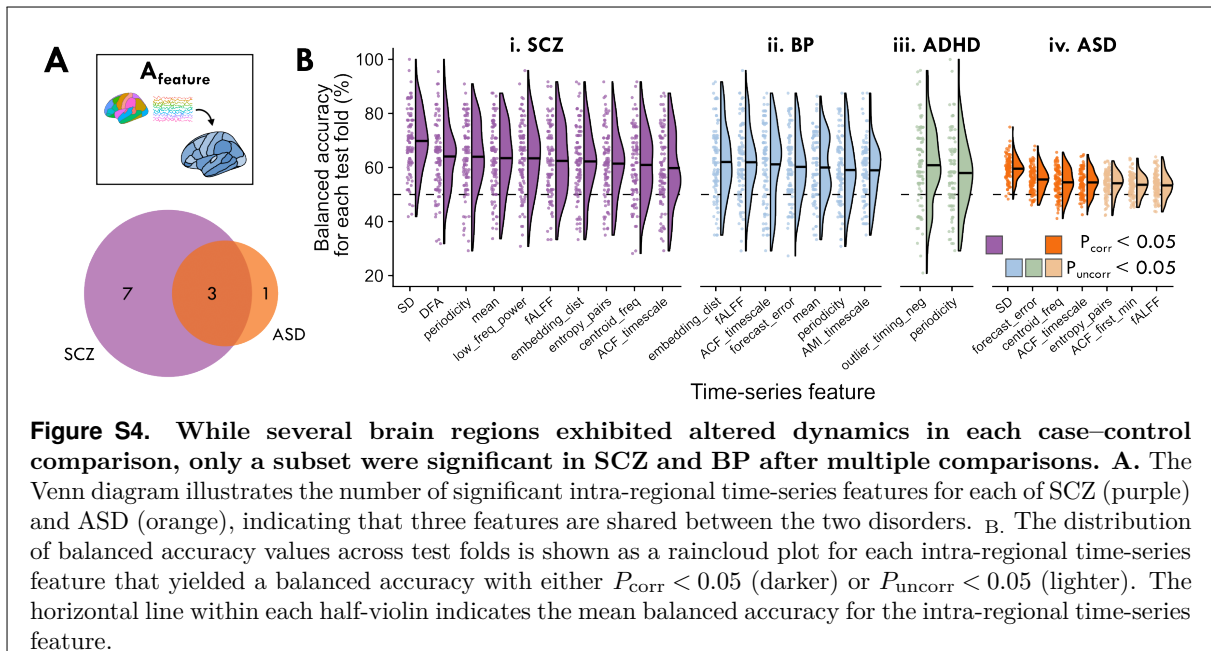 A
A_feature
7
3
1
SCZ
ASD
B
i. SCZ
ii. BP
iii. ADHD
iv. ASD
Balanced accuracy
for each test fold (%)
100
80
60
40
20
P_corr < 0.05
P_uncorr < 0.05
SD
DFA
periodicity
mean
low_freq_power
fALFF
embedding_dist
entropy_pairs
centroid_freq
ACF_timescale
embedding_dist
fALFF
ACF_timescale
forecast_error
mean
periodicity
AMI_timescale
outlier_timing_neg
periodicity
SD
forecast_error
centroid_freq
ACF_timescale
entropy_pairs
ACF_first_min
fALFF
Time-series feature
Figure S4. While several brain regions exhibited altered dynamics in each case–control
comparison, only a subset were significant in SCZ and BP after multiple comparisons. A. The
Venn diagram illustrates the number of significant intra-regional time-series features for each of SCZ (purple)
and ASD (orange), indicating that three features are shared between the two disorders. B. The distribution
of balanced accuracy values across test folds is shown as a raincloud plot for each intra-regional time-series
feature that yielded a balanced accuracy with either P_corr < 0.05 (darker) or P_uncorr < 0.05 (lighter). The
horizontal line within each half-violin indicates the mean balanced accuracy for the intra-regional time-series
feature.